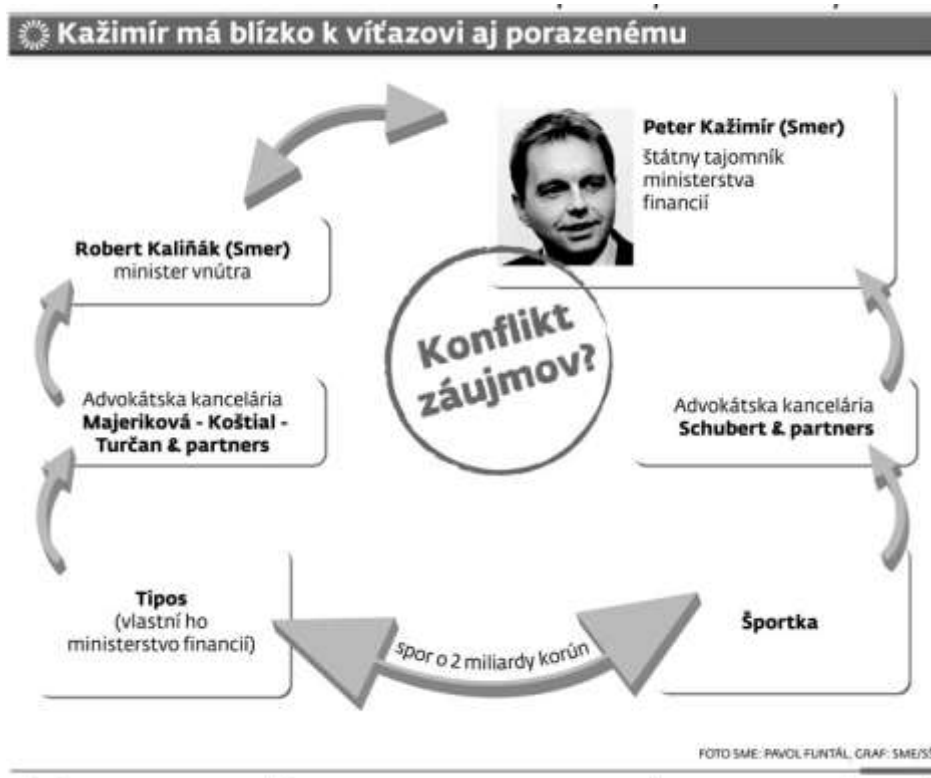 Kažimír má blízko k víťazovi aj porazenému
Peter Kažimír (Smer)
štátny tajomník
ministerstva
financií
Robert Kaliňák (Smer)
minister vnútra
Konflikt
záujmov?
Advokátska kancelária
Majeriková - Koštial -
Turčan & partners
Advokátska kancelária
Schubert & partners
Tipos
(vlastní ho
ministerstvo financií)
spor o 2 miliardy korún
Športka
FOTO SME: PAVOL FUNTÁL, GRAF: SME/